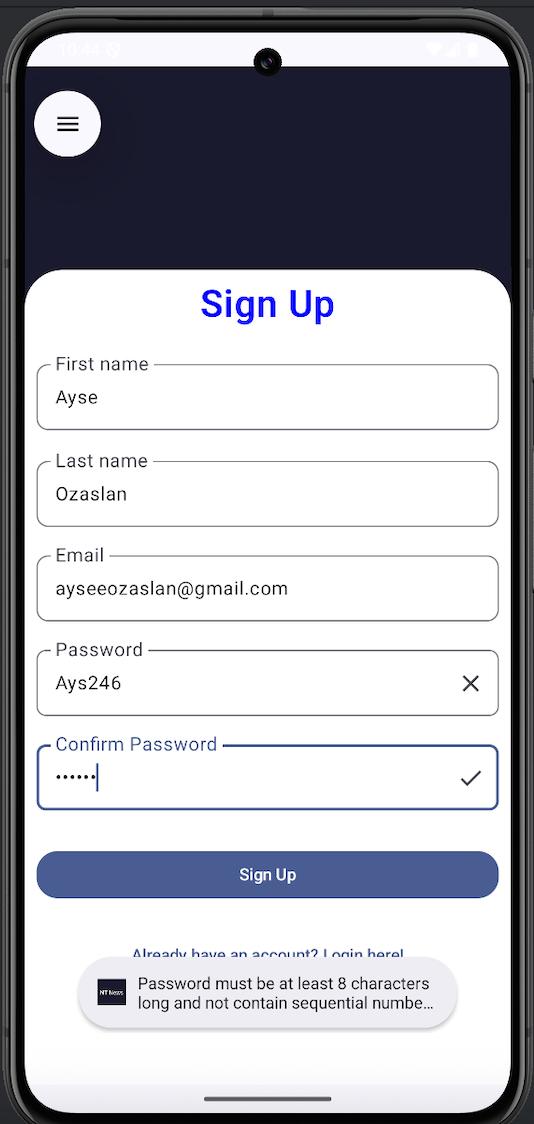 10:44
Sign Up
First name
Ayse
Last name
Ozaslan
Email
ayseeozaslan@gmail.com
Password
Ays246
Confirm Password
••••••
Sign Up
Already have an account? Login here!
NT News
Password must be at least 8 characters
long and not contain sequential numbe...